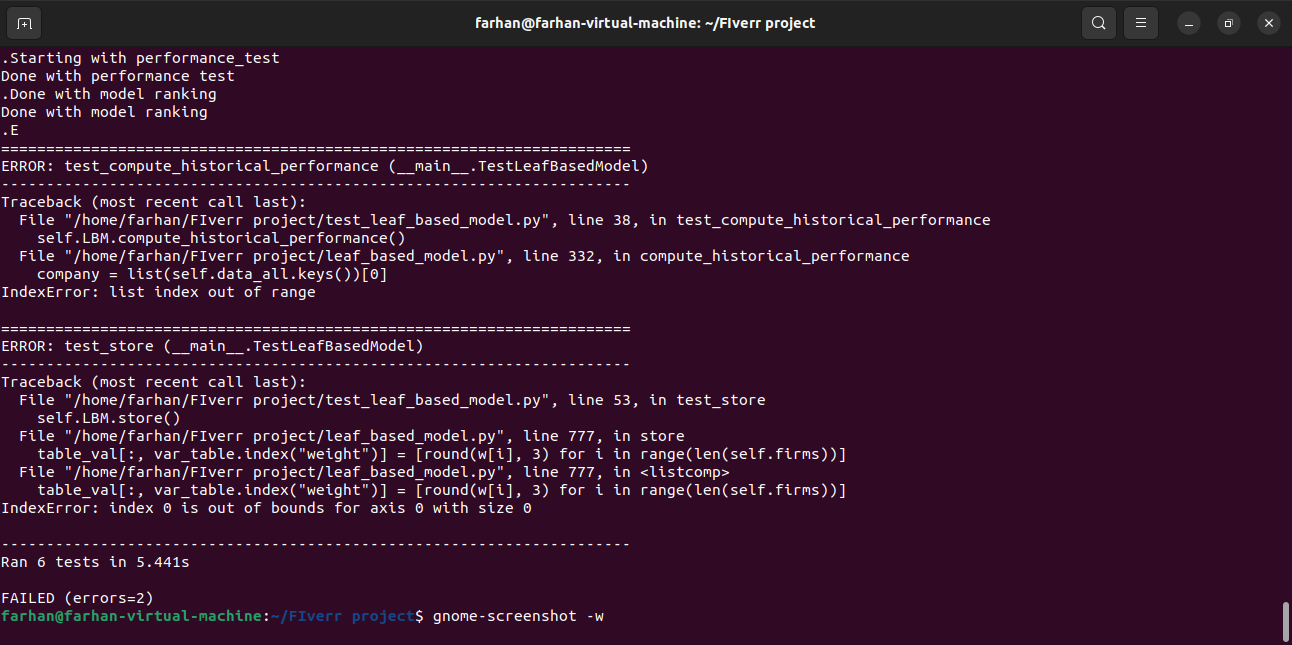 farhan@farhan-virtual-machine: ~/FIverr project
.Starting with performance_test
Done with performance test
.Done with model ranking
Done with model ranking
.E
======================================================================
ERROR: test_compute_historical_performance (__main__.TestLeafBasedModel)
----------------------------------------------------------------------
Traceback (most recent call last):
  File "/home/farhan/FIverr project/test_leaf_based_model.py", line 38, in test_compute_historical_performance
    self.LBM.compute_historical_performance()
  File "/home/farhan/FIverr project/leaf_based_model.py", line 332, in compute_historical_performance
    company = list(self.data_all.keys())[0]
IndexError: list index out of range
======================================================================
ERROR: test_store (__main__.TestLeafBasedModel)
----------------------------------------------------------------------
Traceback (most recent call last):
  File "/home/farhan/FIverr project/test_leaf_based_model.py", line 53, in test_store
    self.LBM.store()
  File "/home/farhan/FIverr project/leaf_based_model.py", line 777, in store
    table_val[:, var_table.index("weight")] = [round(w[i], 3) for i in range(len(self.firms))]
  File "/home/farhan/FIverr project/leaf_based_model.py", line 777, in <listcomp>
    table_val[:, var_table.index("weight")] = [round(w[i], 3) for i in range(len(self.firms))]
IndexError: index 0 is out of bounds for axis 0 with size 0
----------------------------------------------------------------------
Ran 6 tests in 5.441s
FAILED (errors=2)
farhan@farhan-virtual-machine:~/FIverr project$ gnome-screenshot -w